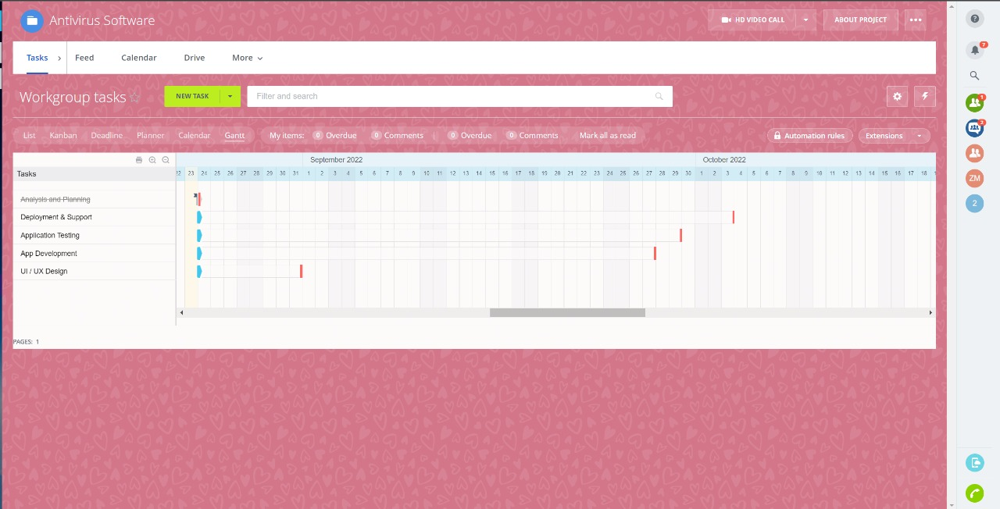 Antivirus Software
HD VIDEO CALL
ABOUT PROJECT
Tasks
Feed
Calendar
Drive
More
Workgroup tasks
NEW TASK
Filter and search
List Kanban Deadline Planner Calendar Gantt My items: 0 Overdue 0 Comments 0 Overdue 0 Comments Mark all as read Automation rules Extensions
September 2022 October 2022
Tasks
22 23 24 25 26 27 28 29 30 31 1 2 3 4 5 6 7 8 9 10 11 12 13 14 15 16 17 18 19 20 21 22 23 24 25 26 27 28 29 30 1 2 3 4 5 6 7 8 9 10 11 12 13 14 15 16 17 18
Analysis and Planning
Deployment & Support
Application Testing
App Development
UI / UX Design
PAGES: 1
?
7
1
2
ZM
2